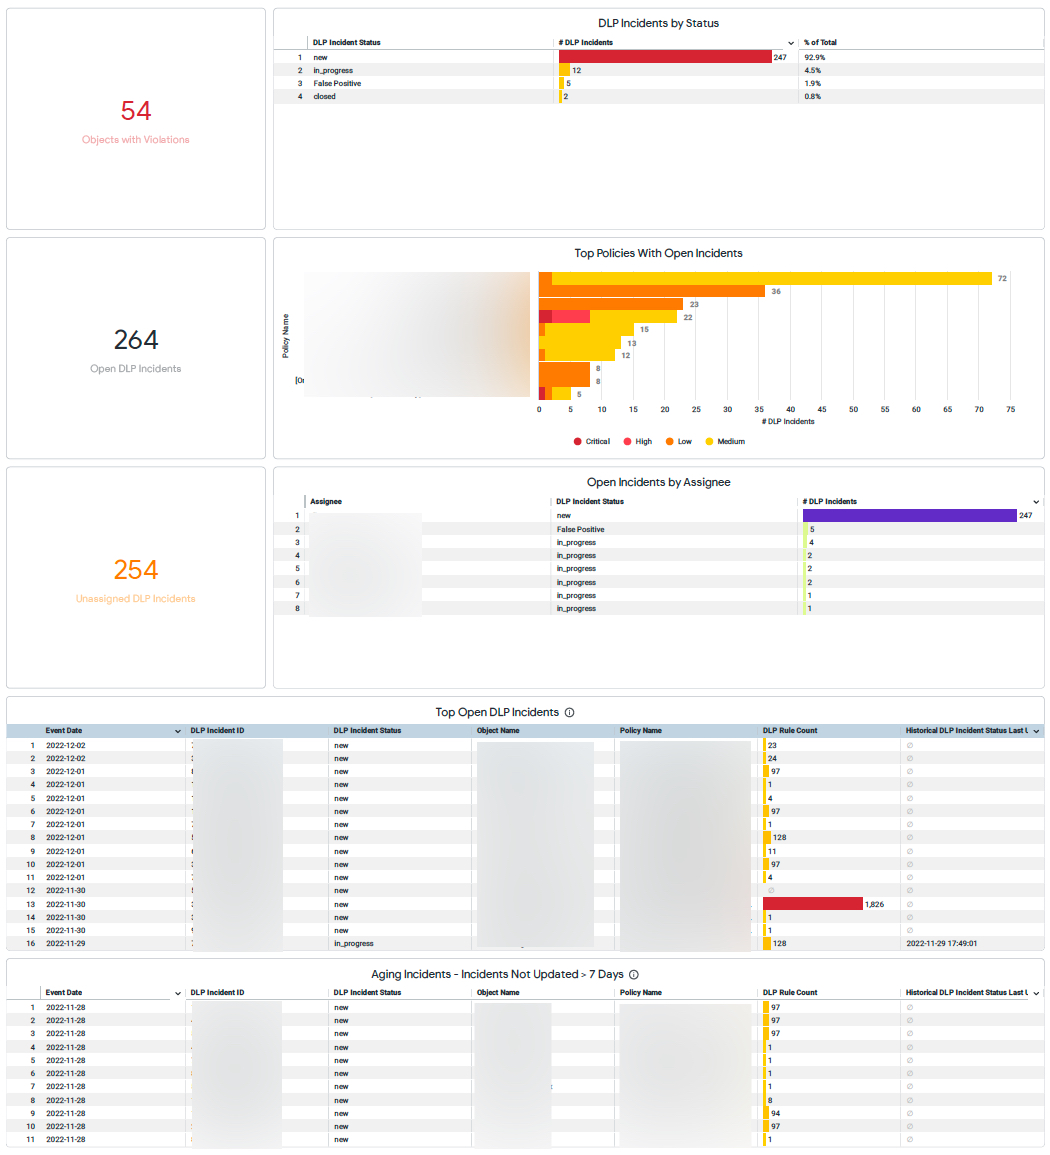 54
Objects with Violations
DLP Incidents by Status
DLP Incident Status # DLP Incidents % of Total
1 new 247 92.9%
2 in_progress 12 4.5%
3 False Positive 5 1.9%
4 closed 2 0.8%
264
Open DLP Incidents
Top Policies With Open Incidents
Policy Name
72
36
23
22
15
13
12
8
8
5
0 5 10 15 20 25 30 35 40 45 50 55 60 65 70 75
# DLP Incidents
Critical High Low Medium
254
Unassigned DLP Incidents
Open Incidents by Assignee
Assignee DLP Incident Status # DLP Incidents
1 new 247
2 False Positive 5
3 in_progress 4
4 in_progress 2
5 in_progress 2
6 in_progress 2
7 in_progress 1
8 in_progress 1
Top Open DLP Incidents
Event Date DLP Incident ID DLP Incident Status Object Name Policy Name DLP Rule Count Historical DLP Incident Status Last
1 2022-12-02 new 23 ∅
2 2022-12-02 new 24 ∅
3 2022-12-01 new 97 ∅
4 2022-12-01 new 1 ∅
5 2022-12-01 new 4 ∅
6 2022-12-01 new 97 ∅
7 2022-12-01 new 1 ∅
8 2022-12-01 new 128 ∅
9 2022-12-01 new 11 ∅
10 2022-12-01 new 97 ∅
11 2022-12-01 new 4 ∅
12 2022-11-30 new ∅ ∅
13 2022-11-30 new 1,826 ∅
14 2022-11-30 new 1 ∅
15 2022-11-30 new 1 ∅
16 2022-11-29 in_progress 128 2022-11-29 17:49:01
Aging Incidents - Incidents Not Updated > 7 Days
Event Date DLP Incident ID DLP Incident Status Object Name Policy Name DLP Rule Count Historical DLP Incident Status Last
1 2022-11-28 new 97 ∅
2 2022-11-28 new 97 ∅
3 2022-11-28 new 97 ∅
4 2022-11-28 new 1 ∅
5 2022-11-28 new 1 ∅
6 2022-11-28 new 1 ∅
7 2022-11-28 new 1 ∅
8 2022-11-28 new 8 ∅
9 2022-11-28 new 94 ∅
10 2022-11-28 new 97 ∅
11 2022-11-28 new 1 ∅